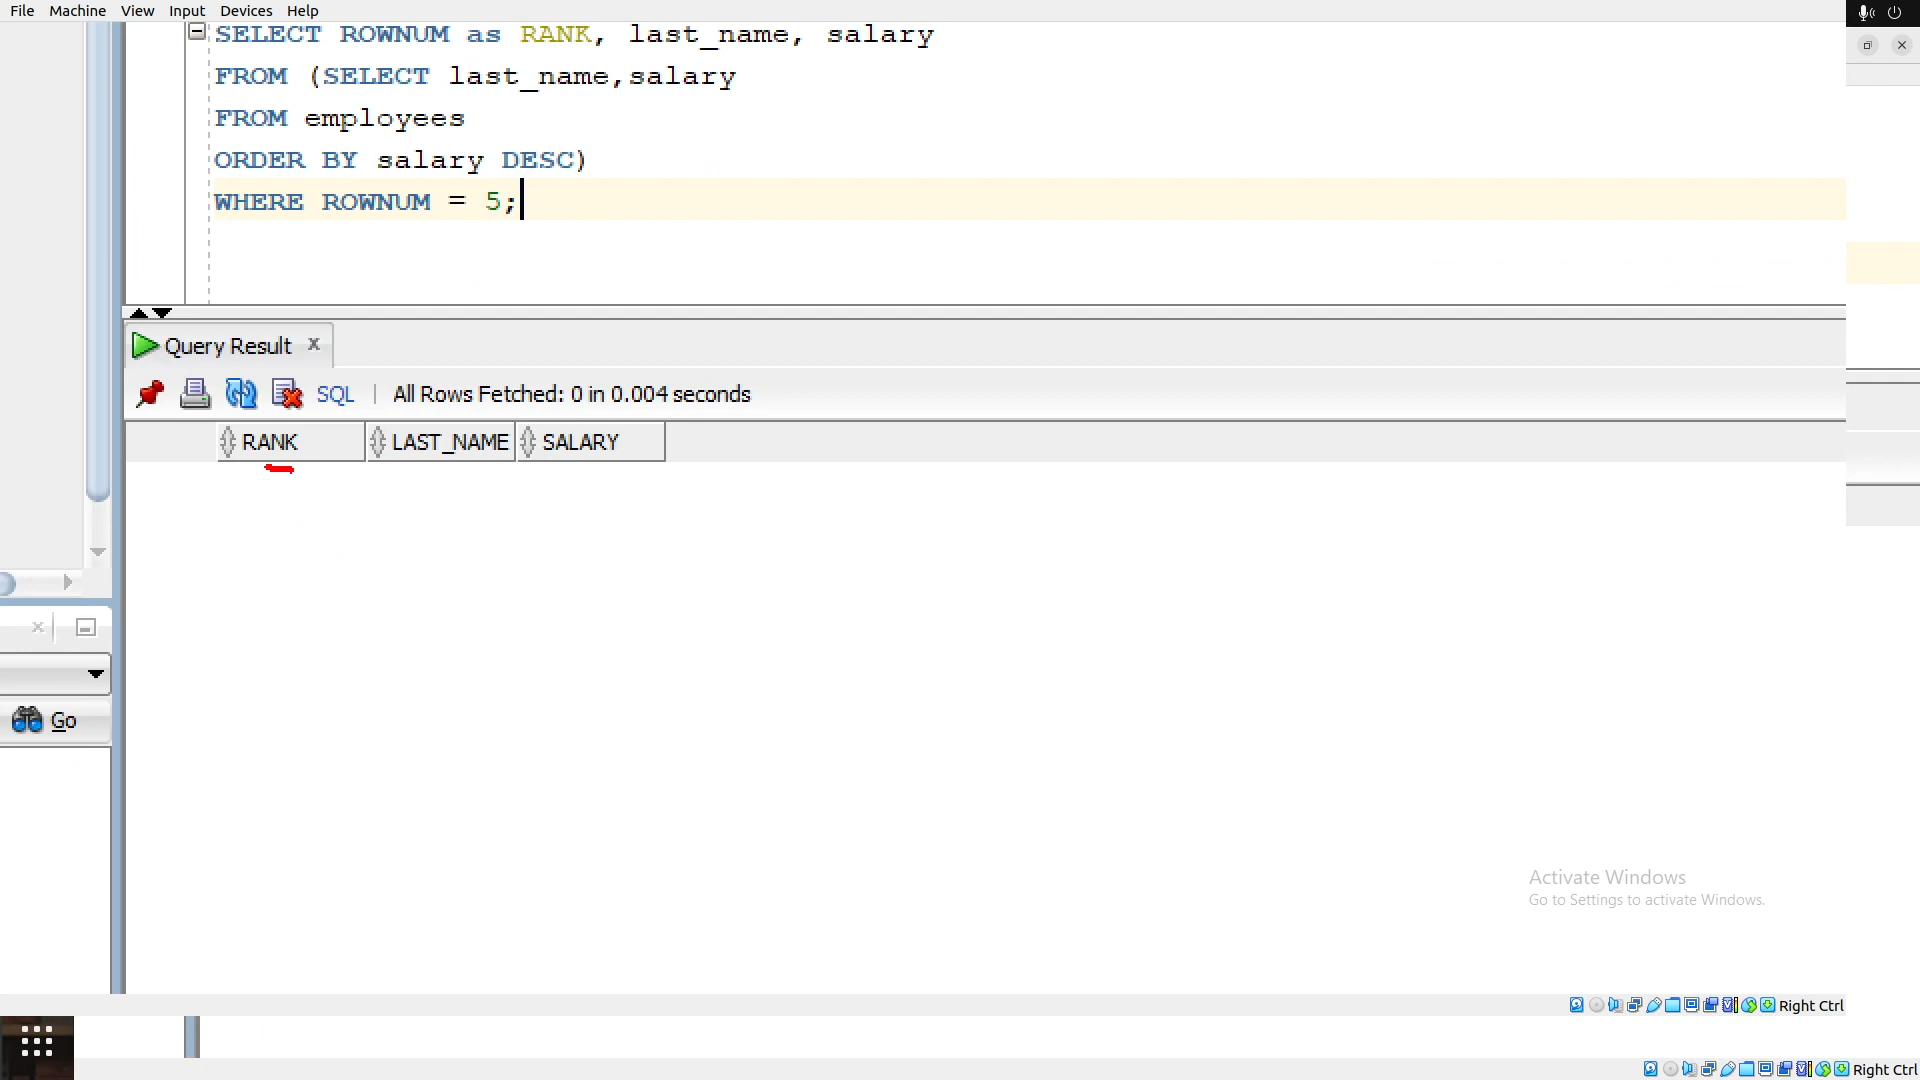 File Machine View Input Devices Help
SELECT ROWNUM as RANK, last_name, salary
FROM (SELECT last_name,salary
FROM employees
ORDER BY salary DESC)
WHERE ROWNUM = 5;
Query Result x
SQL | All Rows Fetched: 0 in 0.004 seconds
RANK LAST_NAME SALARY
Go
Activate Windows
Go to Settings to activate Windows.
Right Ctrl
Right Ctrl